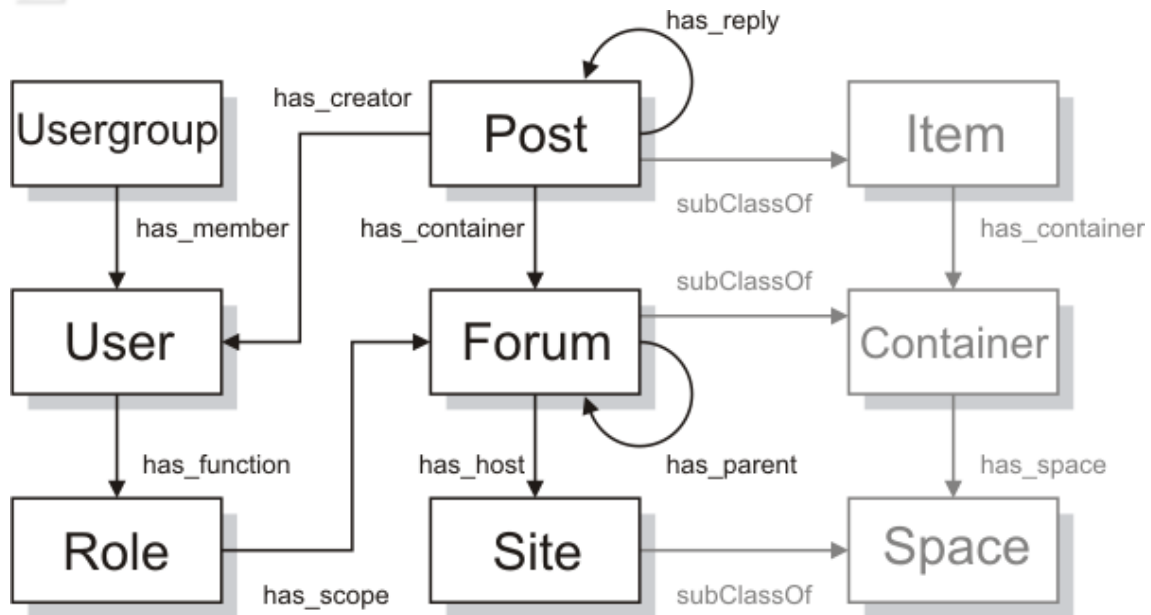 has_reply
has_creator
Usergroup
Post
Item
subClassOf
has_member
has_container
has_container
subClassOf
User
Forum
Container
has_function
has_host
has_parent
has_space
Role
Site
Space
has_scope
subClassOf